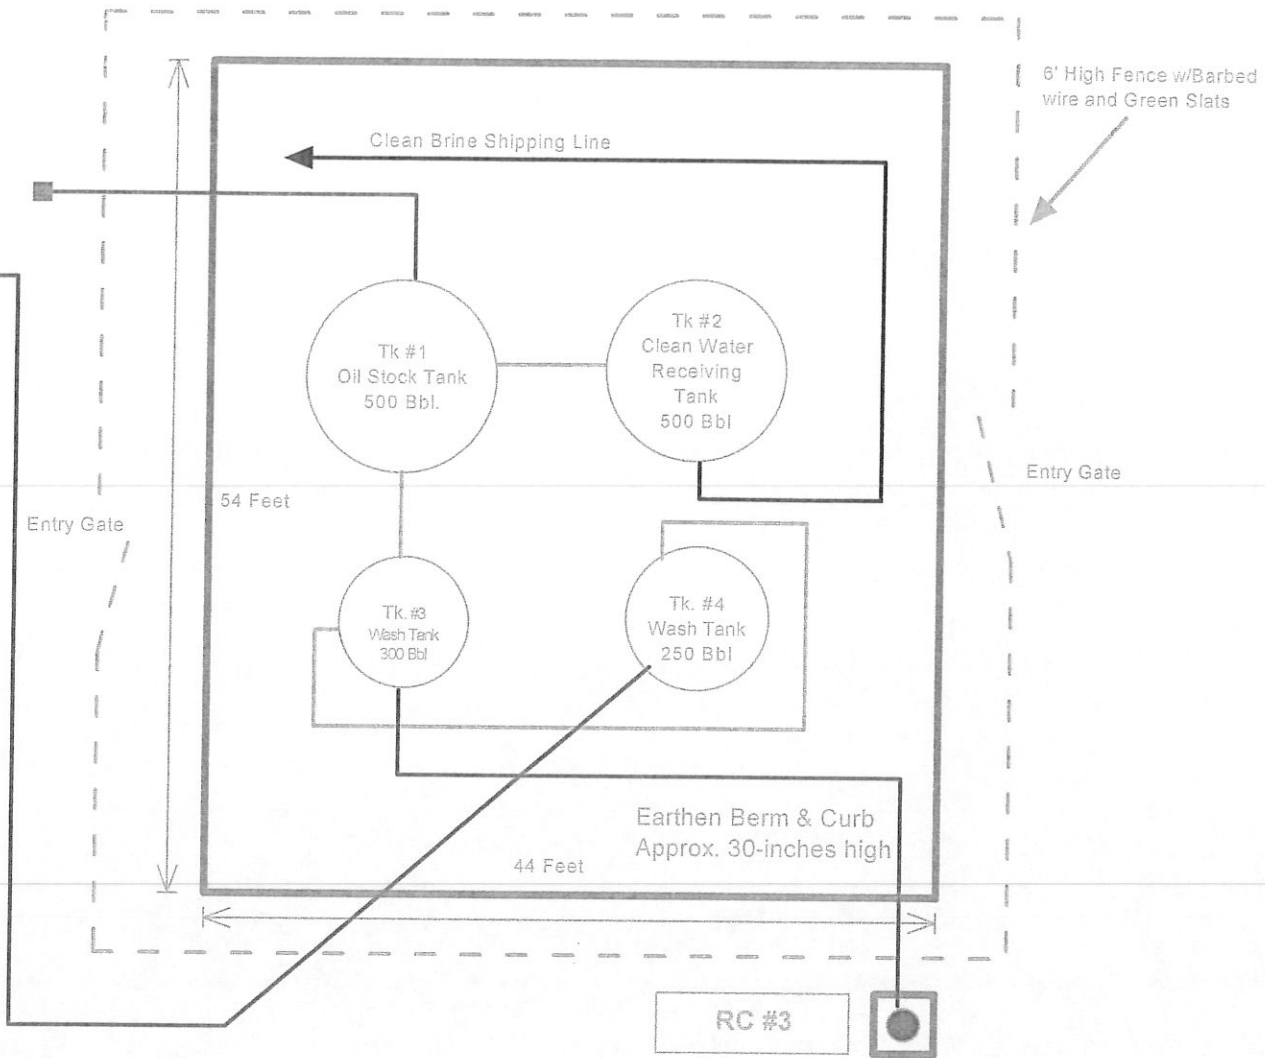 6' High Fence w/Barbed
wire and Green Slats
Clean Brine Shipping Line
Tk #1
Oil Stock Tank
500 Bbl.
Tk #2
Clean Water
Receiving
Tank
500 Bbl
Entry Gate
54 Feet
Entry Gate
Tk. #3
Wash Tank
300 Bbl
Tk. #4
Wash Tank
250 Bbl
Earthen Berm & Curb
Approx. 30-inches high
44 Feet
RC #3